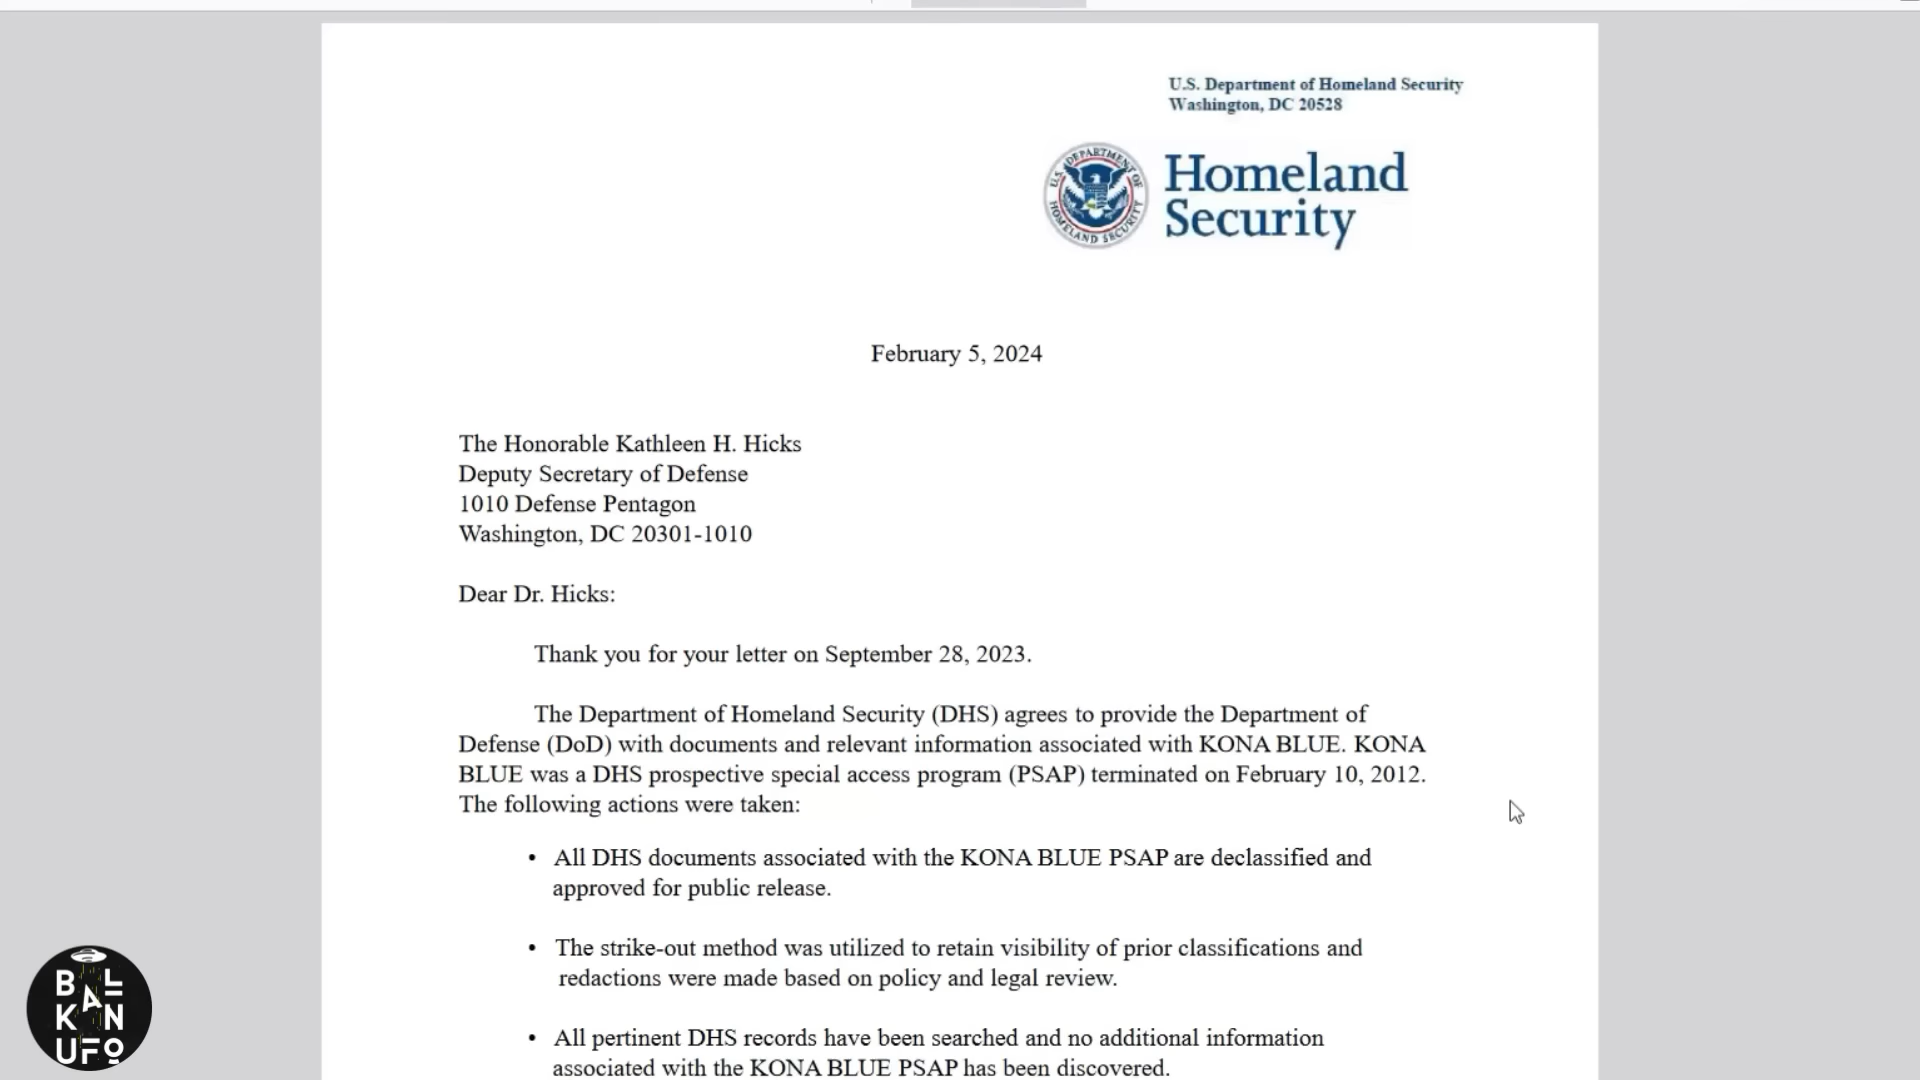 U.S. Department of Homeland Security
Washington, DC 20528
U.S. DEPARTMENT OF
HOMELAND SECURITY
Homeland
Security
February 5, 2024
The Honorable Kathleen H. Hicks
Deputy Secretary of Defense
1010 Defense Pentagon
Washington, DC 20301-1010
Dear Dr. Hicks:
Thank you for your letter on September 28, 2023.
The Department of Homeland Security (DHS) agrees to provide the Department of
Defense (DoD) with documents and relevant information associated with KONA BLUE. KONA
BLUE was a DHS prospective special access program (PSAP) terminated on February 10, 2012.
The following actions were taken:
• All DHS documents associated with the KONA BLUE PSAP are declassified and
approved for public release.
• The strike-out method was utilized to retain visibility of prior classifications and
redactions were made based on policy and legal review.
• All pertinent DHS records have been searched and no additional information
associated with the KONA BLUE PSAP has been discovered.
BAL
KAN
UFO